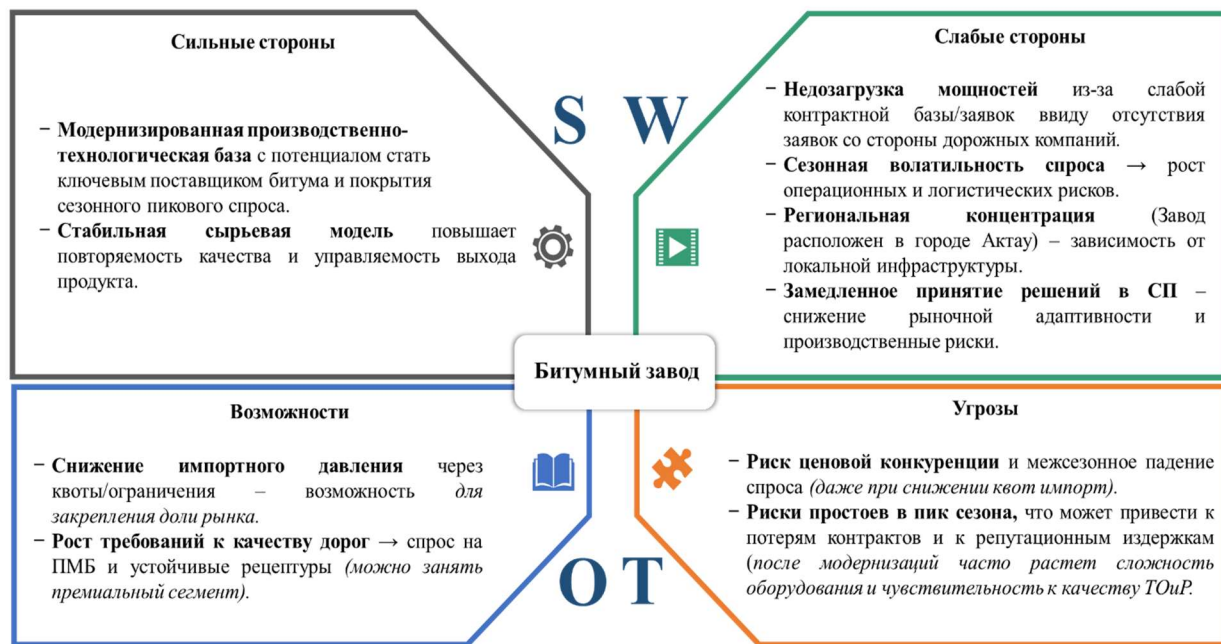 Сильные стороны
− Модернизированная производственно-
технологическая база с потенциалом стать
ключевым поставщиком битума и покрытия
сезонного пикового спроса.
− Стабильная сырьевая модель повышает
повторяемость качества и управляемость выхода
продукта.
S W
Слабые стороны
− Недозагрузка мощностей из-за слабой
контрактной базы/заявок ввиду отсутствия
заявок со стороны дорожных компаний.
− Сезонная волатильность спроса → рост
операционных и логистических рисков.
− Региональная концентрация (Завод
расположен в городе Актау) – зависимость от
локальной инфраструктуры.
− Замедленное принятие решений в СП –
снижение рыночной адаптивности и
производственные риски.
Битумный завод
Возможности
− Снижение импортного давления через
квоты/ограничения – возможность для
закрепления доли рынка.
− Рост требований к качеству дорог → спрос на
ПМБ и устойчивые рецептуры (можно занять
премиальный сегмент).
O T
Угрозы
− Риск ценовой конкуренции и межсезонное падение
спроса (даже при снижении квот импорт).
− Риски простоев в пик сезона, что может привести к
потерям контрактов и к репутационным издержкам
(после модернизаций часто растет сложность
оборудования и чувствительность к качеству ТОиР.